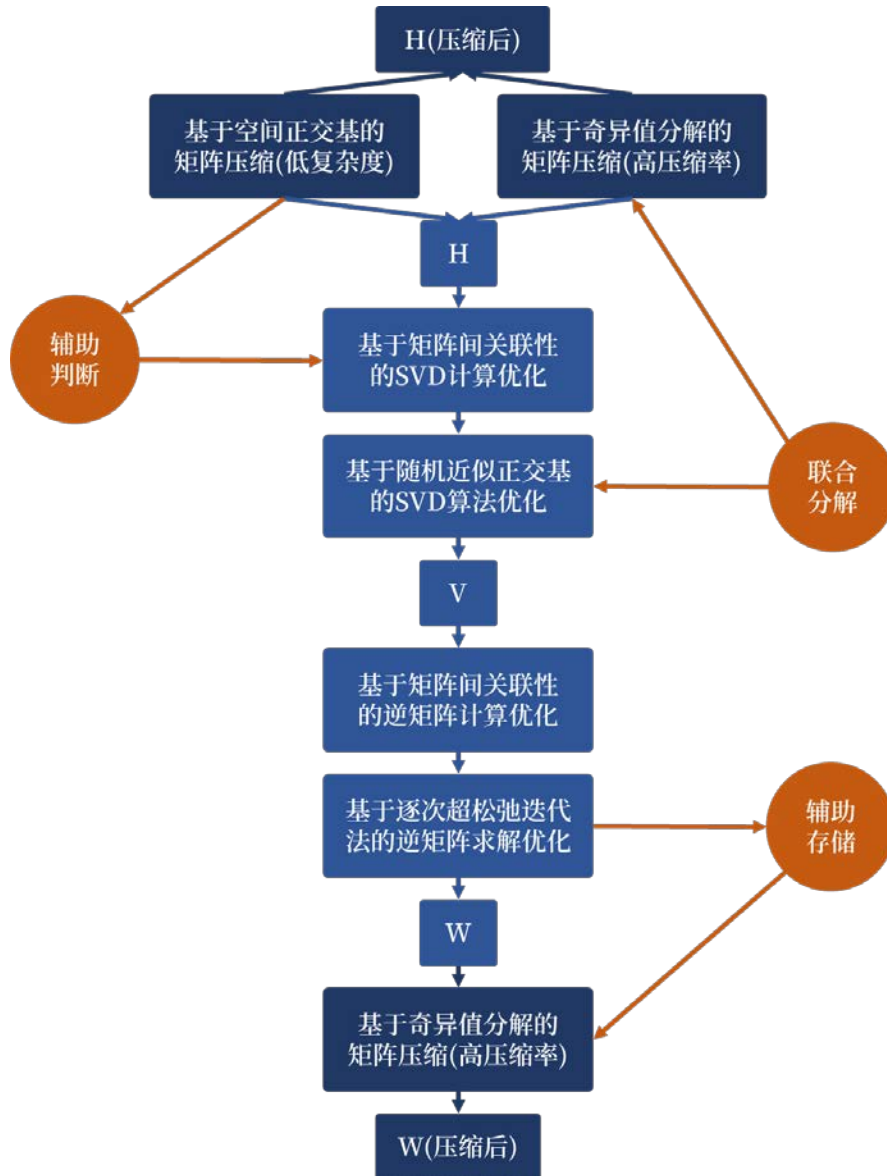 H(压缩后)
基于空间正交基的
矩阵压缩(低复杂度)
基于奇异值分解的
矩阵压缩(高压缩率)
H
辅助
判断
基于矩阵间关联性
的SVD计算优化
基于随机近似正交基
的SVD算法优化
联合
分解
V
基于矩阵间关联性
的逆矩阵计算优化
基于逐次超松弛迭代
法的逆矩阵求解优化
辅助
存储
W
基于奇异值分解的
矩阵压缩(高压缩率)
W(压缩后)